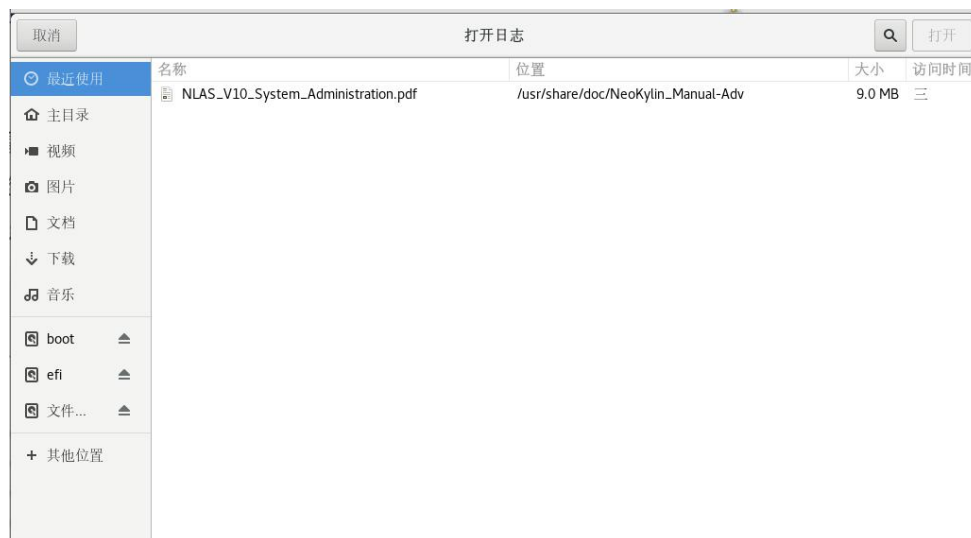 取消 打开日志 打开
最近使用 名称 位置 大小 访问时间
NLAS_V10_System_Administration.pdf /usr/share/doc/NeoKylin_Manual-Adv 9.0 MB 三
主目录
视频
图片
文档
下载
音乐
boot
efi
文件...
其他位置